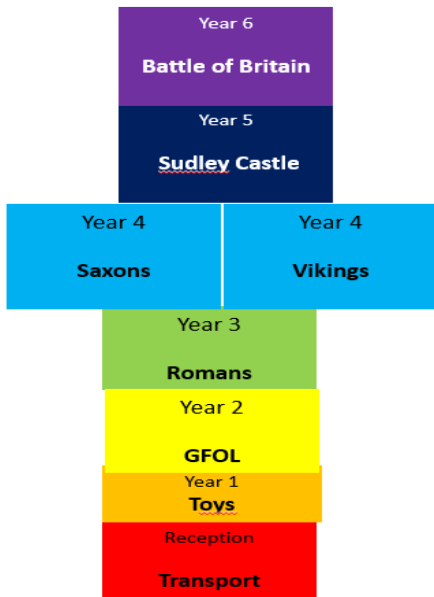 Year 6
Battle of Britain
Year 5
Sudley Castle
Year 4
Saxons
Year 4
Vikings
Year 3
Romans
Year 2
GFOL
Year 1
Toys
Reception
Transport